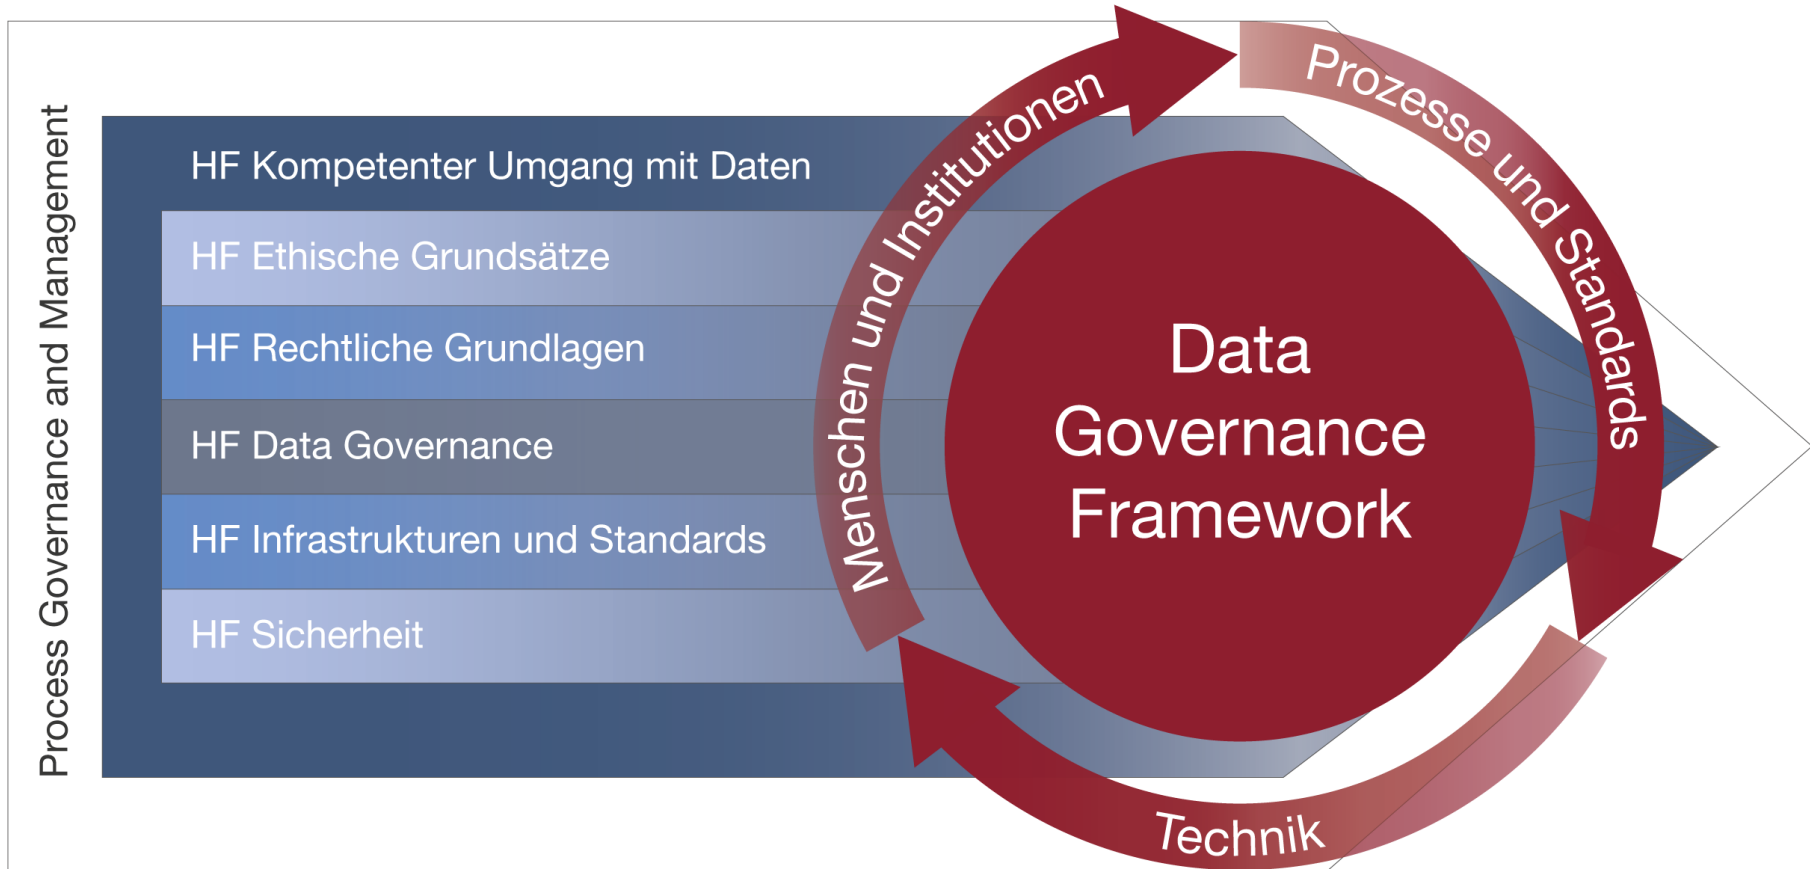 Process Governance and Management
HF Kompetenter Umgang mit Daten
HF Ethische Grundsätze
HF Rechtliche Grundlagen
HF Data Governance
HF Infrastrukturen und Standards
HF Sicherheit
Menschen und Institutionen
Prozesse und Standards
Technik
Data
Governance
Framework